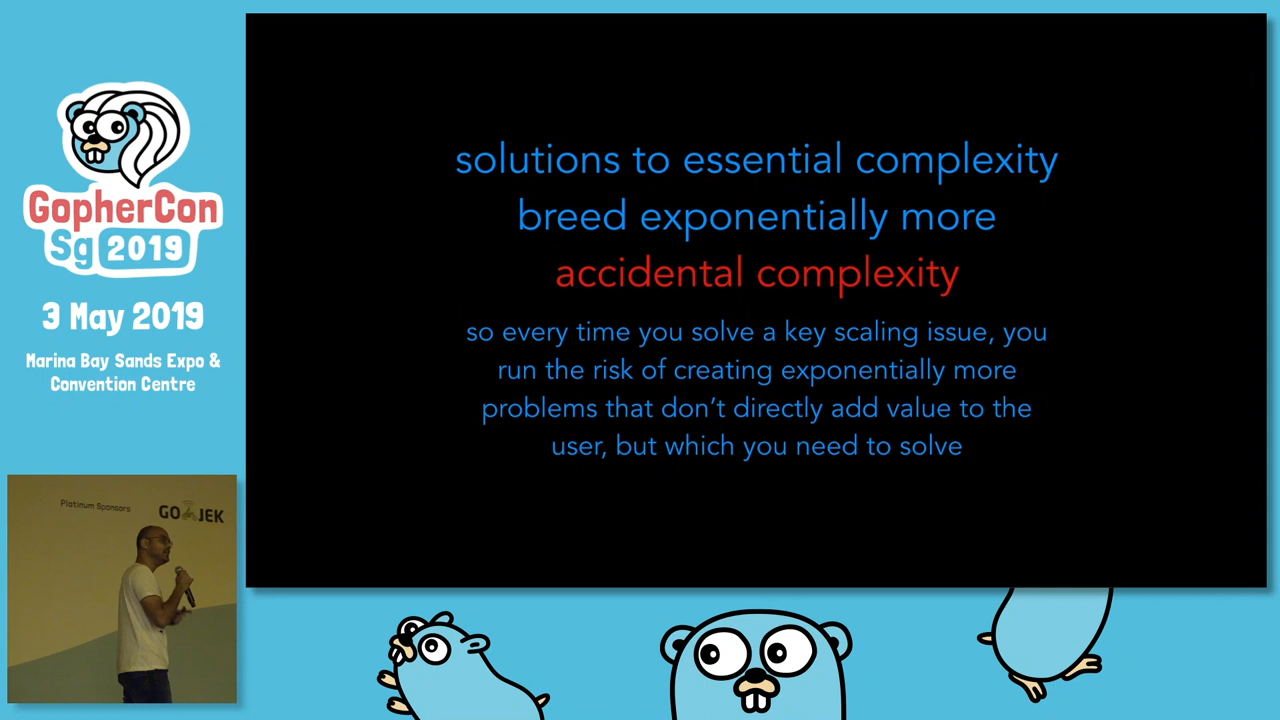 GopherCon
Sg 2019
3 May 2019
Marina Bay Sands Expo &
Convention Centre
Platinum Sponsors
GO JEK
solutions to essential complexity
breed exponentially more
accidental complexity
so every time you solve a key scaling issue, you
run the risk of creating exponentially more
problems that don’t directly add value to the
user, but which you need to solve